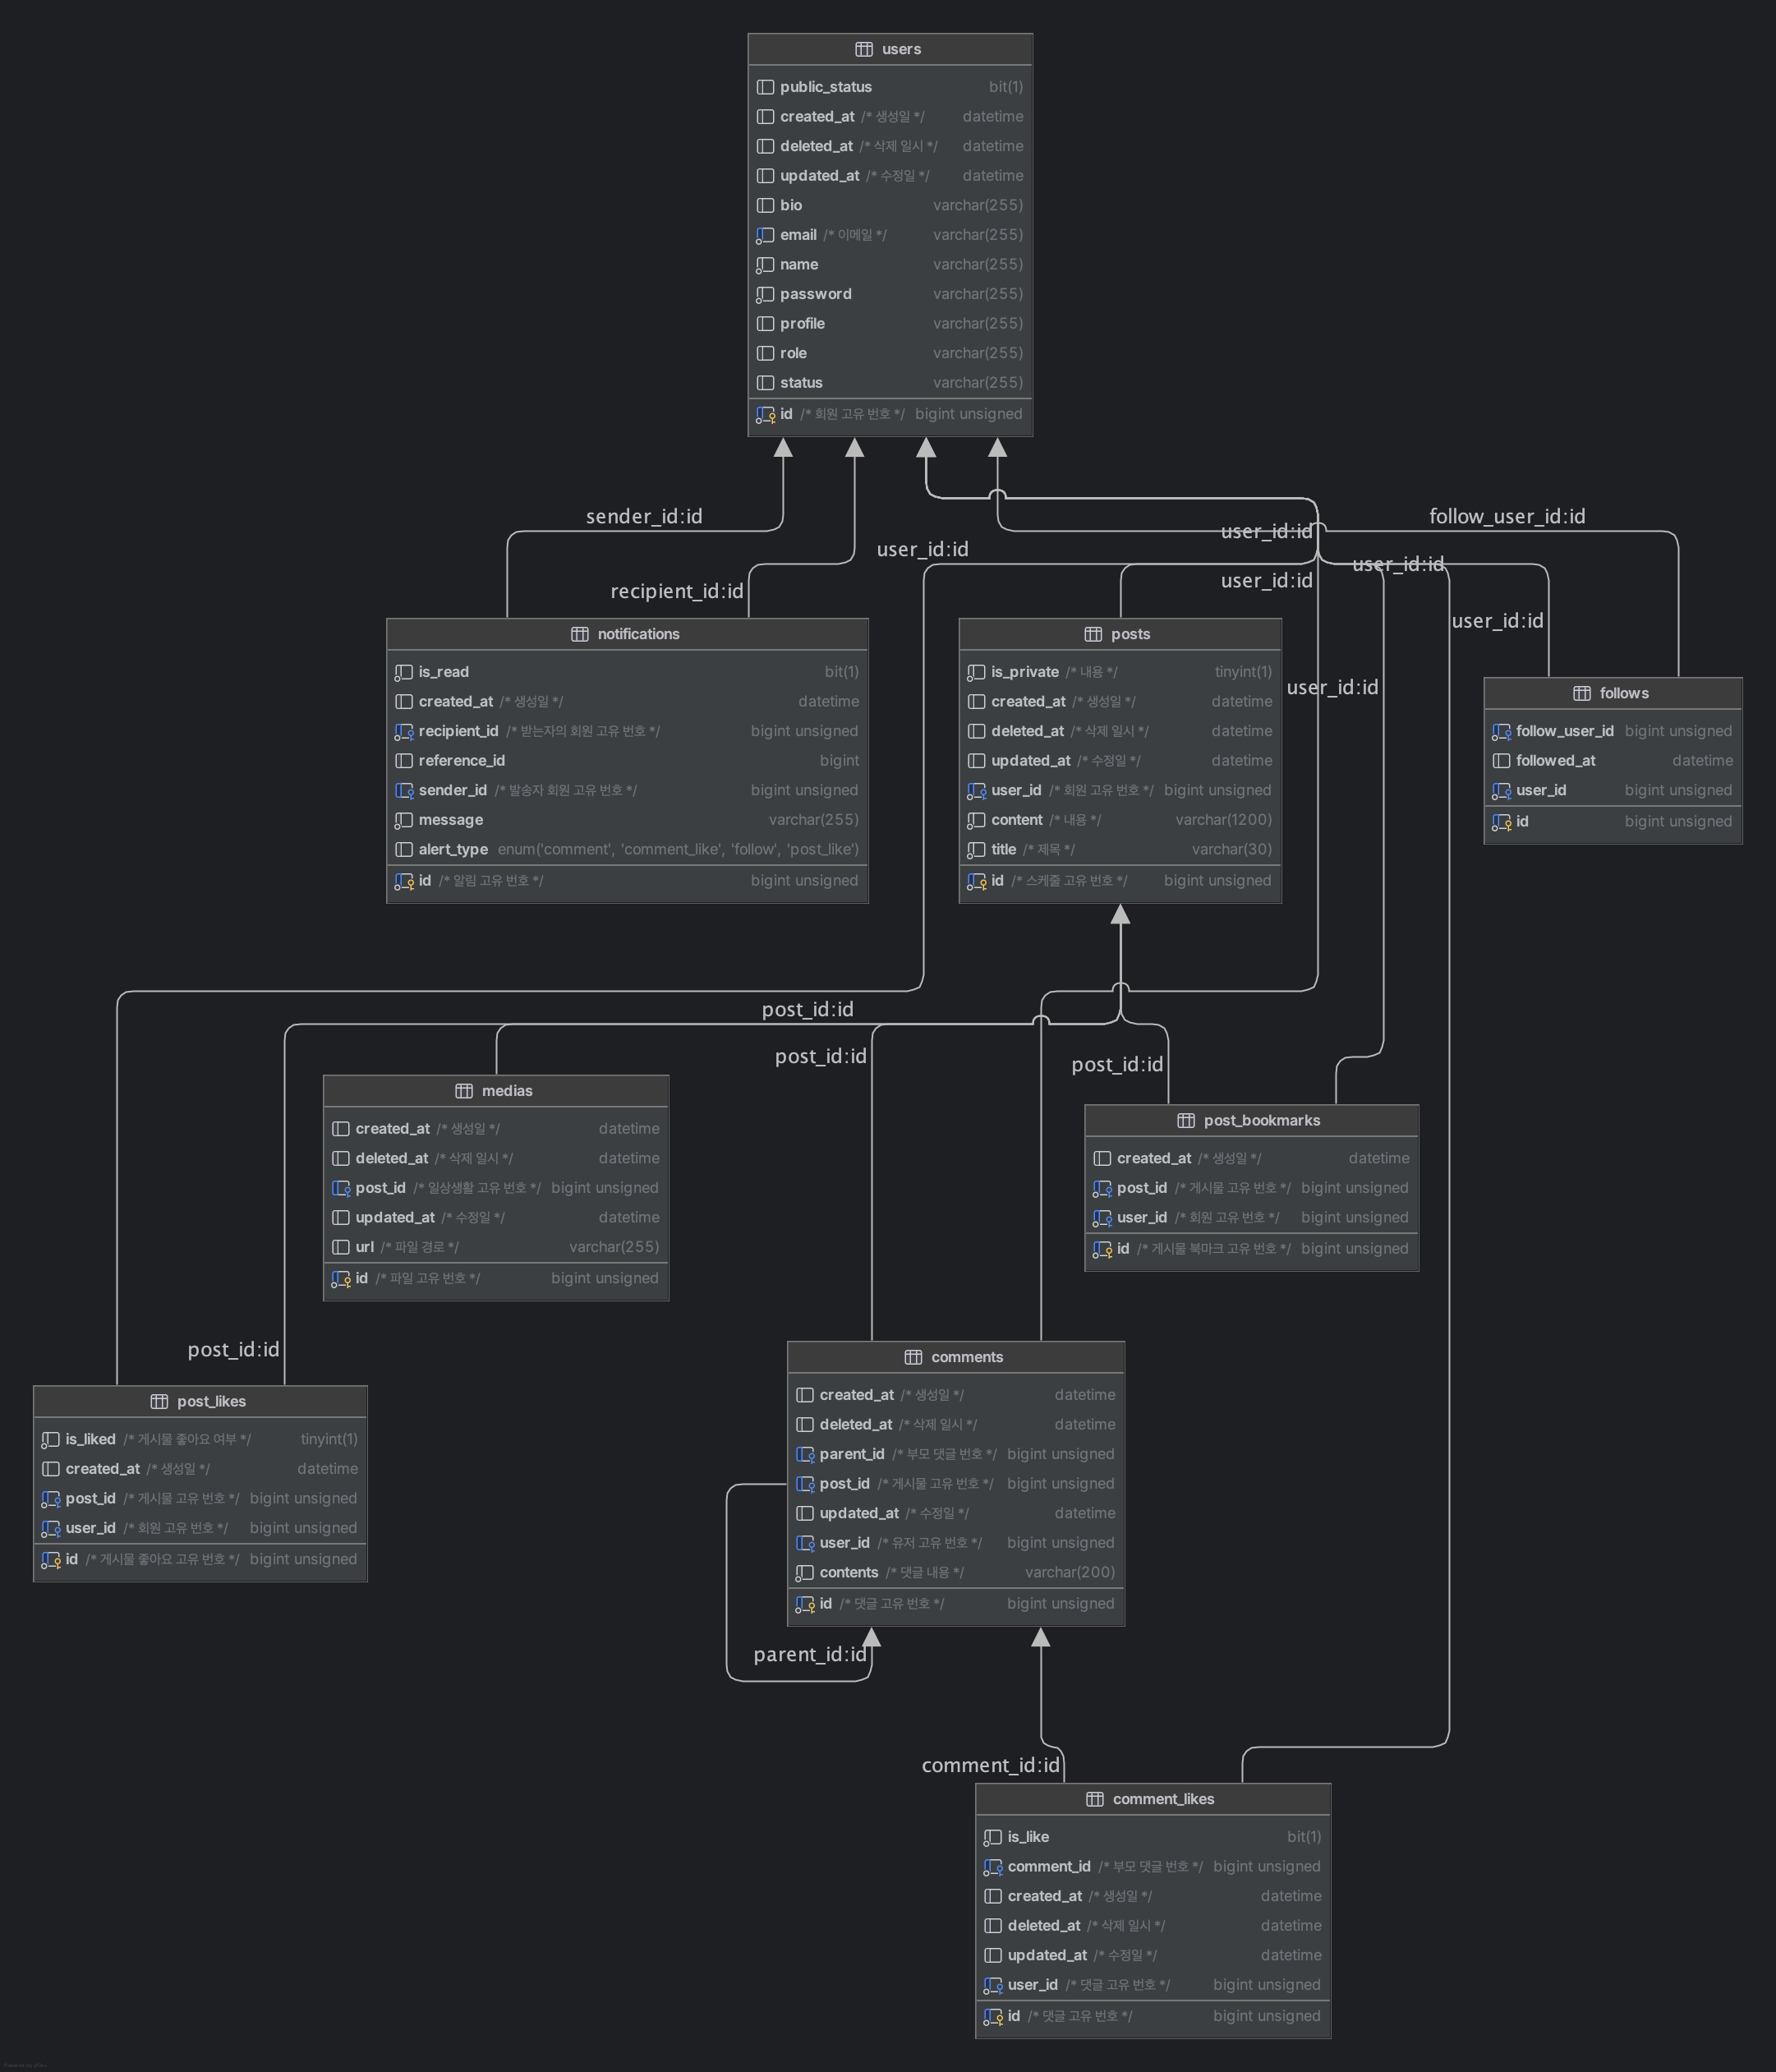 users
public_status bit(1)
created_at /* 생성일 */ datetime
deleted_at /* 삭제 일시 */ datetime
updated_at /* 수정일 */ datetime
bio varchar(255)
email /* 이메일 */ varchar(255)
name varchar(255)
password varchar(255)
profile varchar(255)
role varchar(255)
status varchar(255)
id /* 회원 고유 번호 */ bigint unsigned
sender_id:id
recipient_id:id
user_id:id
user_id:id
user_id:id
user_id:id
follow_user_id:id
user_id:id
user_id:id
notifications
is_read bit(1)
created_at /* 생성일 */ datetime
recipient_id /* 받는자의 회원 고유 번호 */ bigint unsigned
reference_id bigint
sender_id /* 발송자 회원 고유 번호 */ bigint unsigned
message varchar(255)
alert_type enum('comment', 'comment_like', 'follow', 'post_like')
id /* 알림 고유 번호 */ bigint unsigned
posts
is_private /* 내용 */ tinyint(1)
created_at /* 생성일 */ datetime
deleted_at /* 삭제 일시 */ datetime
updated_at /* 수정일 */ datetime
user_id /* 회원 고유 번호 */ bigint unsigned
content /* 내용 */ varchar(1200)
title /* 제목 */ varchar(30)
id /* 스케줄 고유 번호 */ bigint unsigned
follows
follow_user_id bigint unsigned
followed_at datetime
user_id bigint unsigned
id bigint unsigned
post_id:id
post_id:id
post_id:id
post_id:id
medias
created_at /* 생성일 */ datetime
deleted_at /* 삭제 일시 */ datetime
post_id /* 일상생활 고유 번호 */ bigint unsigned
updated_at /* 수정일 */ datetime
url /* 파일 경로 */ varchar(255)
id /* 파일 고유 번호 */ bigint unsigned
post_bookmarks
created_at /* 생성일 */ datetime
post_id /* 게시물 고유 번호 */ bigint unsigned
user_id /* 회원 고유 번호 */ bigint unsigned
id /* 게시물 북마크 고유 번호 */ bigint unsigned
post_likes
is_liked /* 게시물 좋아요 여부 */ tinyint(1)
created_at /* 생성일 */ datetime
post_id /* 게시물 고유 번호 */ bigint unsigned
user_id /* 회원 고유 번호 */ bigint unsigned
id /* 게시물 좋아요 고유 번호 */ bigint unsigned
comments
created_at /* 생성일 */ datetime
deleted_at /* 삭제 일시 */ datetime
parent_id /* 부모 댓글 번호 */ bigint unsigned
post_id /* 게시물 고유 번호 */ bigint unsigned
updated_at /* 수정일 */ datetime
user_id /* 유저 고유 번호 */ bigint unsigned
contents /* 댓글 내용 */ varchar(200)
id /* 댓글 고유 번호 */ bigint unsigned
parent_id:id
comment_id:id
comment_likes
is_like bit(1)
comment_id /* 부모 댓글 번호 */ bigint unsigned
created_at /* 생성일 */ datetime
deleted_at /* 삭제 일시 */ datetime
updated_at /* 수정일 */ datetime
user_id /* 댓글 고유 번호 */ bigint unsigned
id /* 댓글 고유 번호 */ bigint unsigned